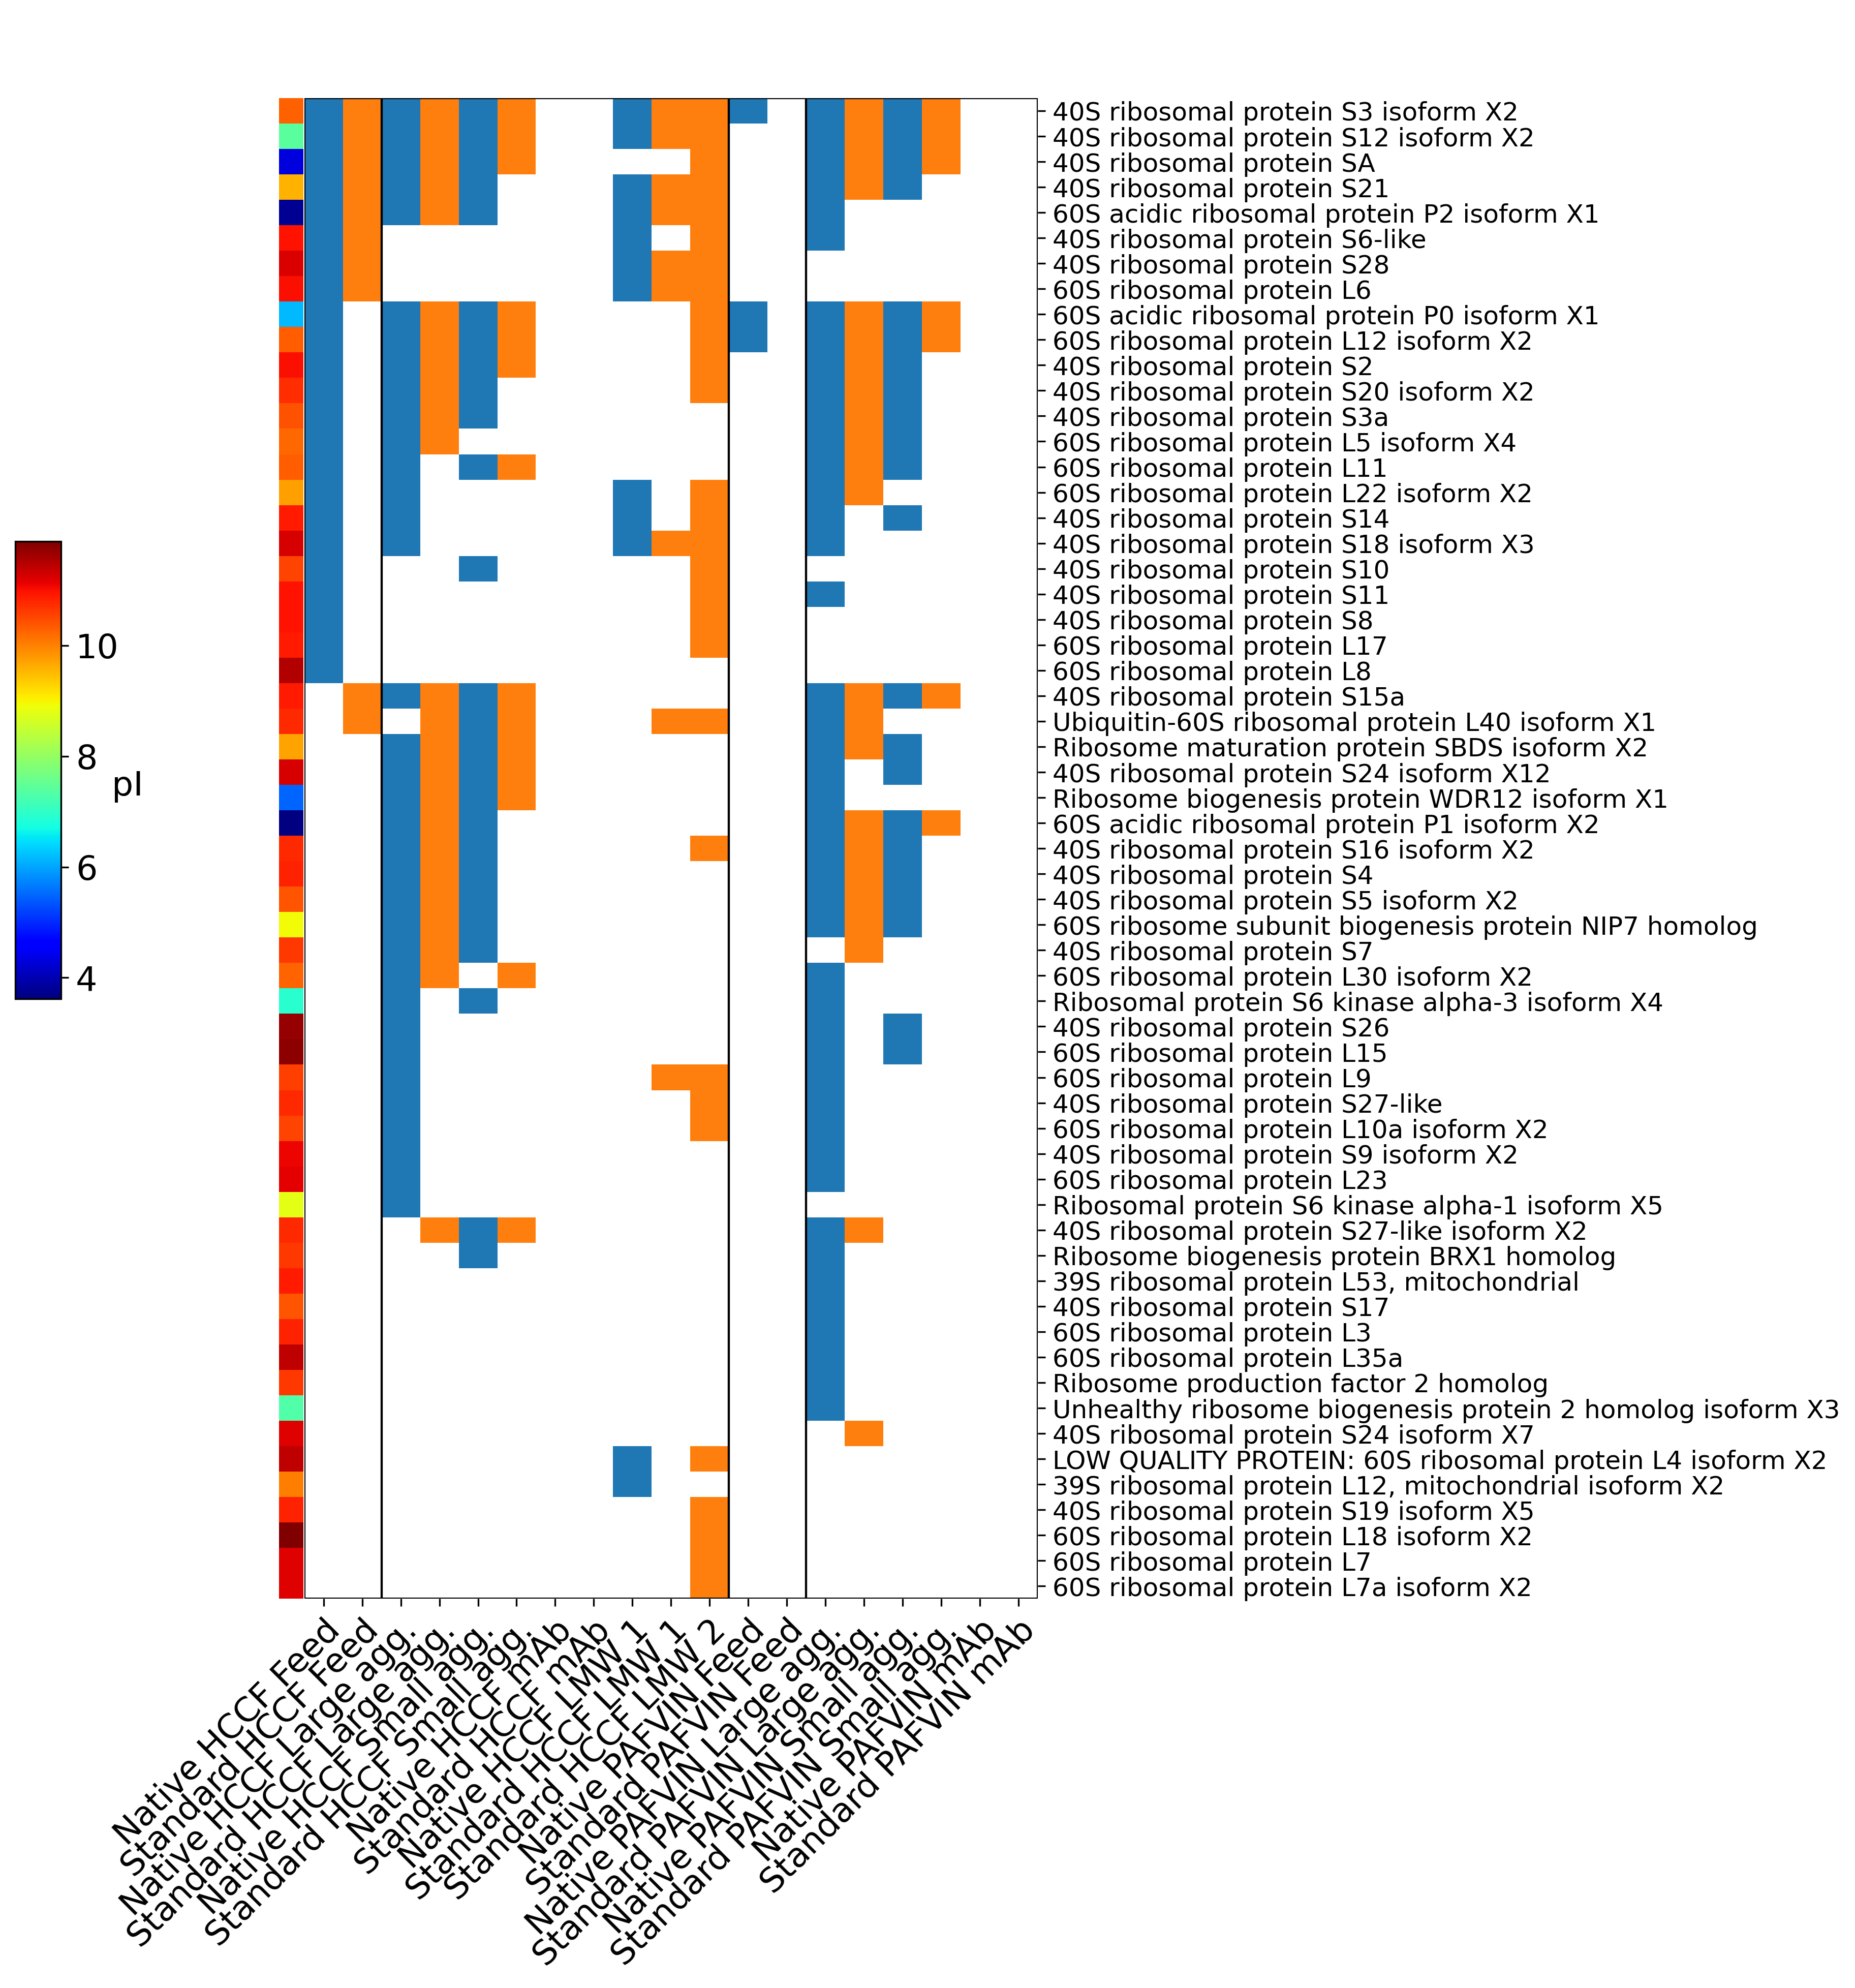 40S ribosomal protein S3 isoform X2
40S ribosomal protein S12 isoform X2
40S ribosomal protein SA
40S ribosomal protein S21
60S acidic ribosomal protein P2 isoform X1
40S ribosomal protein S6-like
40S ribosomal protein S28
60S ribosomal protein L6
60S acidic ribosomal protein P0 isoform X1
60S ribosomal protein L12 isoform X2
40S ribosomal protein S2
40S ribosomal protein S20 isoform X2
40S ribosomal protein S3a
60S ribosomal protein L5 isoform X4
60S ribosomal protein L11
60S ribosomal protein L22 isoform X2
40S ribosomal protein S14
40S ribosomal protein S18 isoform X3
40S ribosomal protein S10
40S ribosomal protein S11
40S ribosomal protein S8
60S ribosomal protein L17
60S ribosomal protein L8
40S ribosomal protein S15a
Ubiquitin-60S ribosomal protein L40 isoform X1
Ribosome maturation protein SBDS isoform X2
40S ribosomal protein S24 isoform X12
Ribosome biogenesis protein WDR12 isoform X1
60S acidic ribosomal protein P1 isoform X2
40S ribosomal protein S16 isoform X2
40S ribosomal protein S4
40S ribosomal protein S5 isoform X2
60S ribosome subunit biogenesis protein NIP7 homolog
40S ribosomal protein S7
60S ribosomal protein L30 isoform X2
Ribosomal protein S6 kinase alpha-3 isoform X4
40S ribosomal protein S26
60S ribosomal protein L15
60S ribosomal protein L9
40S ribosomal protein S27-like
60S ribosomal protein L10a isoform X2
40S ribosomal protein S9 isoform X2
60S ribosomal protein L23
Ribosomal protein S6 kinase alpha-1 isoform X5
40S ribosomal protein S27-like isoform X2
Ribosome biogenesis protein BRX1 homolog
39S ribosomal protein L53, mitochondrial
40S ribosomal protein S17
60S ribosomal protein L3
60S ribosomal protein L35a
Ribosome production factor 2 homolog
Unhealthy ribosome biogenesis protein 2 homolog isoform X3
40S ribosomal protein S24 isoform X7
LOW QUALITY PROTEIN: 60S ribosomal protein L4 isoform X2
39S ribosomal protein L12, mitochondrial isoform X2
40S ribosomal protein S19 isoform X5
60S ribosomal protein L18 isoform X2
60S ribosomal protein L7
60S ribosomal protein L7a isoform X2
10
8
6
4
pI
Native HCCF Feed
Standard HCCF Feed
Native HCCF Large agg.
Standard HCCF Large agg.
Native HCCF Small agg.
Standard HCCF Small agg.
Native HCCF mAb
Standard HCCF mAb
Native HCCF LMW 1
Standard HCCF LMW 1
Standard HCCF LMW 2
Native PAFVIN Feed
Standard PAFVIN Feed
Native PAFVIN Large agg.
Standard PAFVIN Large agg.
Native PAFVIN Small agg.
Standard PAFVIN Small agg.
Native PAFVIN mAb
Standard PAFVIN mAb